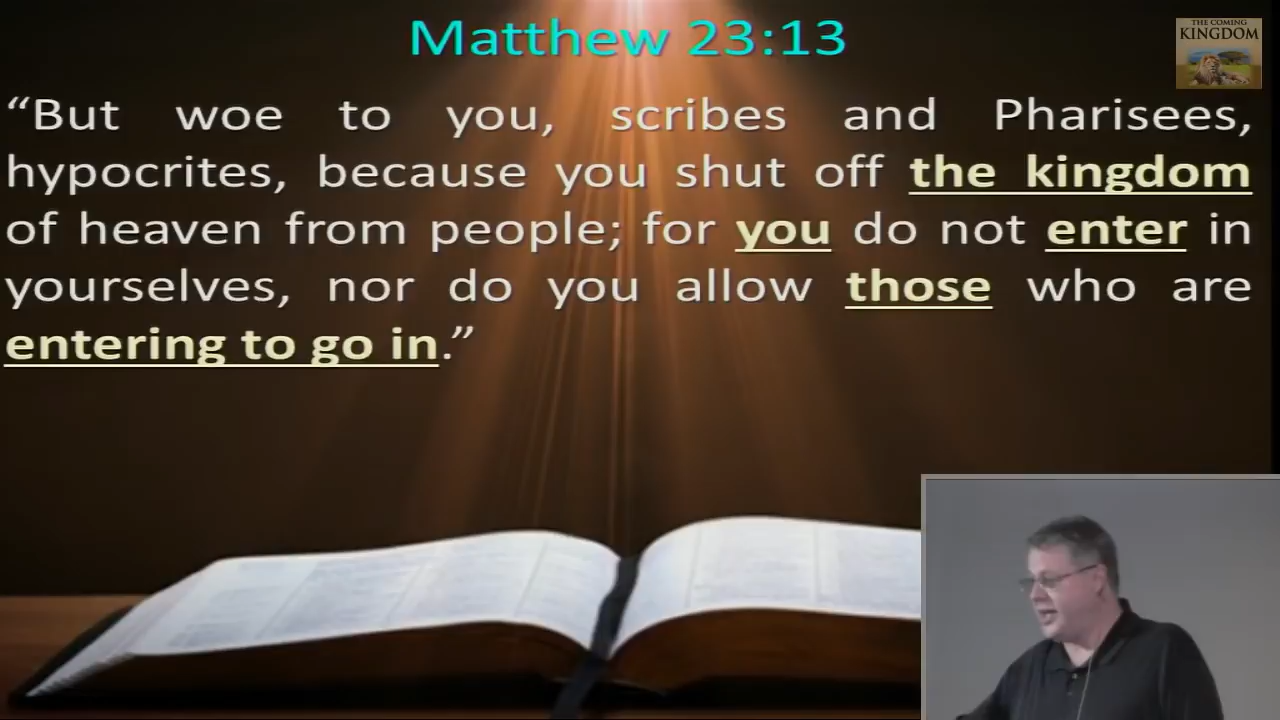 Matthew 23:13
THE COMING
KINGDOM
“But woe to you, scribes and Pharisees,
hypocrites, because you shut off the kingdom
of heaven from people; for you do not enter in
yourselves, nor do you allow those who are
entering to go in.”